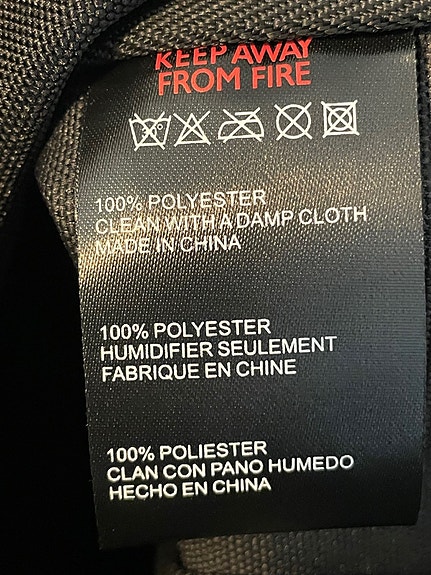 KEEP AWAY
FROM FIRE
100% POLYESTER
CLEAN WITH A DAMP CLOTH
MADE IN CHINA
100% POLYESTER
HUMIDIFIER SEULEMENT
FABRIQUE EN CHINE
100% POLIESTER
CLAN CON PANO HUMEDO
HECHO EN CHINA